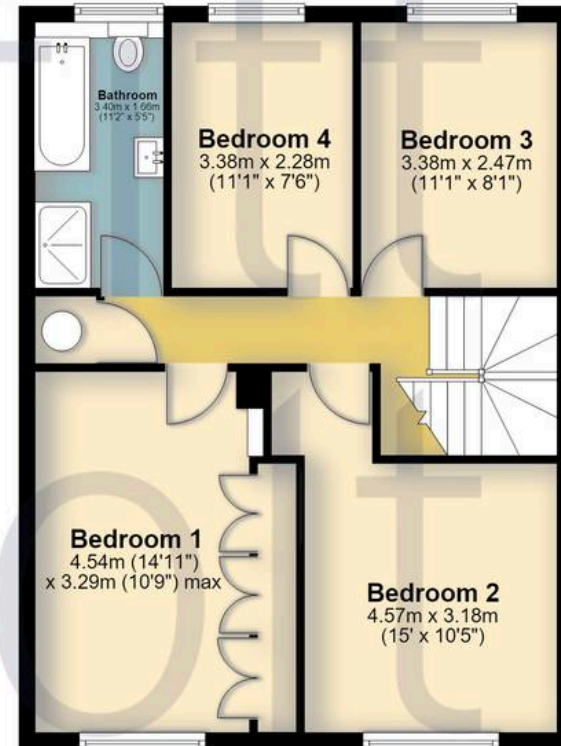 Bathroom
3.40m x 1.66m
(11'2" x 5'5")
Bedroom 4
3.38m x 2.28m
(11'1" x 7'6")
Bedroom 3
3.38m x 2.47m
(11'1" x 8'1")
Bedroom 1
4.54m (14'11")
x 3.29m (10'9") max
Bedroom 2
4.57m x 3.18m
(15' x 10'5")